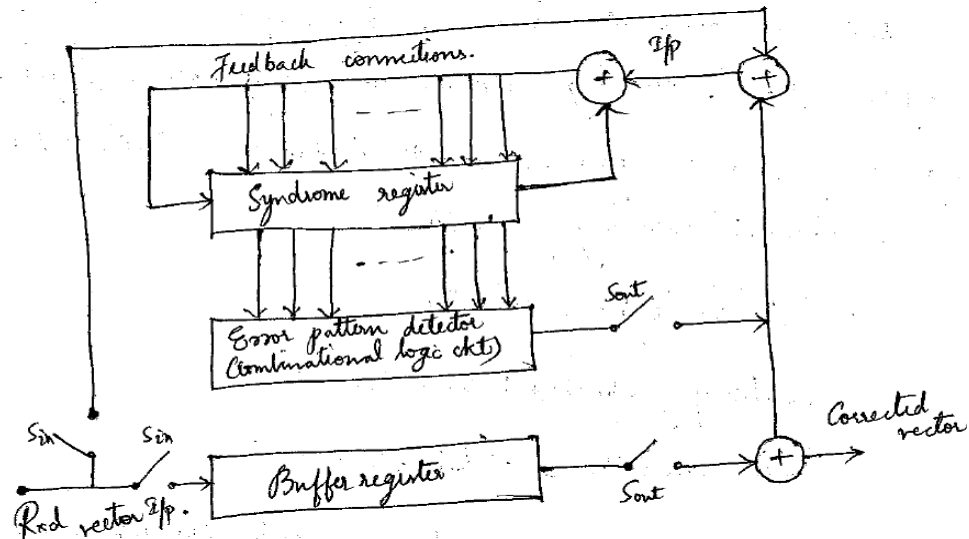 Feedback connections.
I/p
+
+
Syndrome register
Sout
Error pattern detector
(combinational logic ckt)
Sin
Sin
Corrected
vector
Buffer register
+
Sout
Rxd vector I/p.